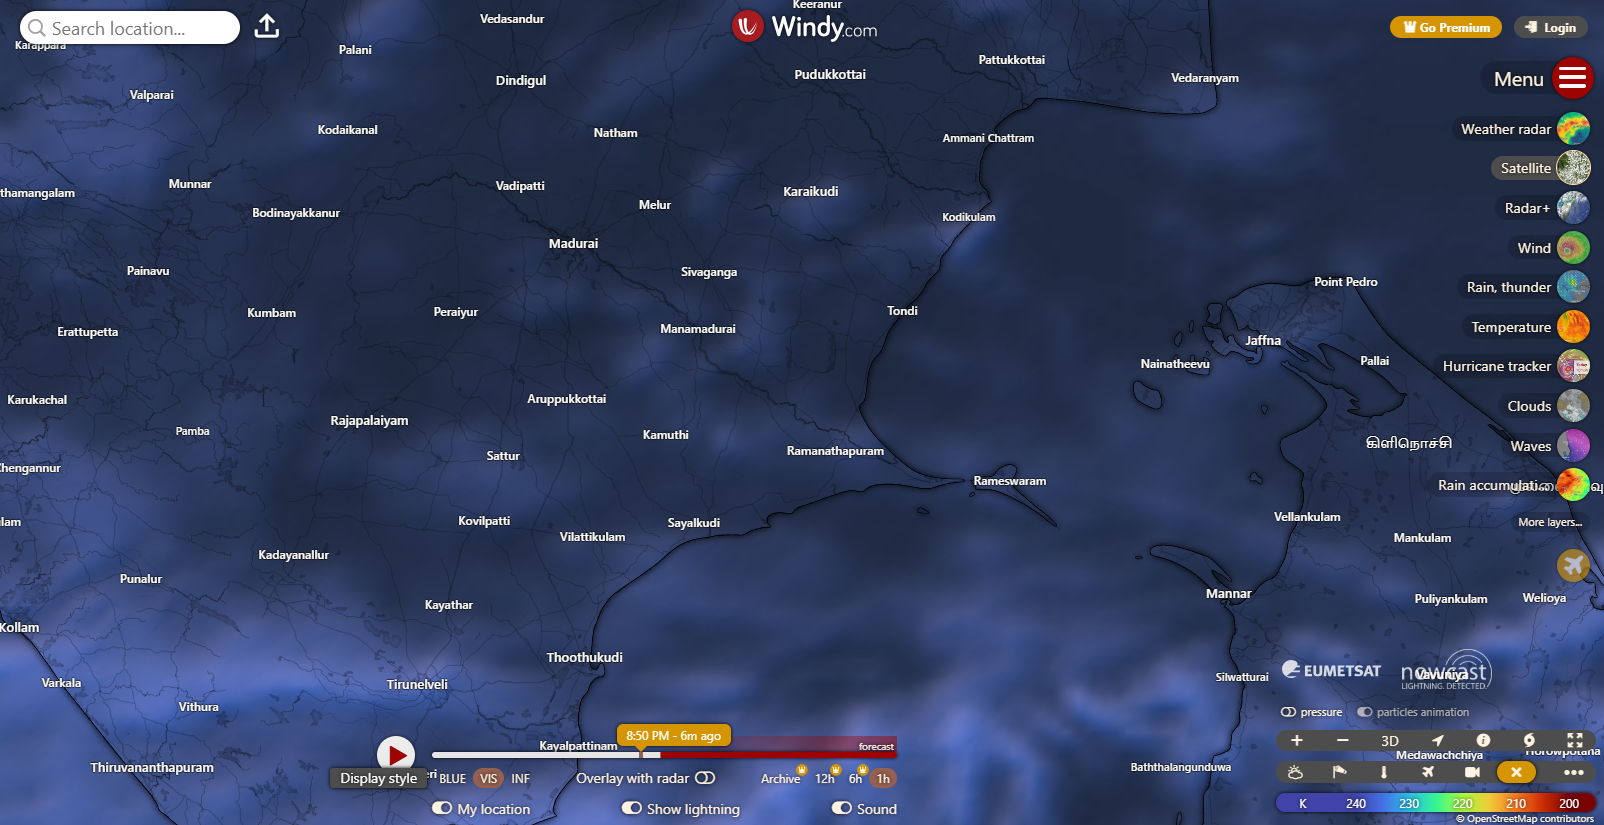 Keeranur
Vedasandur
Search location...
Windy.com
Go Premium
Login
Karappara
Palani
Pattukkottai
Pudukkottai
Vedaranyam
Menu
Dindigul
Valparai
Kodaikanal
Natham
Ammani Chattram
Weather radar
Satellite
Munnar
Vadipatti
Karaikudi
thamangalam
Melur
Radar+
Bodinayakkanur
Kodikulam
Madurai
Wind
Painavu
Sivaganga
Point Pedro
Rain, thunder
Kumbam
Peraiyur
Tondi
Erattupetta
Manamadurai
Temperature
Jaffna
Nainatheevu
Pallai
Hurricane tracker
Karukachal
Aruppukkottai
Clouds
Rajapalaiyam
Pamba
Kamuthi
கிளிநொச்சி
Waves
Sattur
Ramanathapuram
Chengannur
Rameswaram
Rain accumulati...
Kovilpatti
Sayalkudi
Vellankulam
More layers...
lam
Vilattikulam
Mankulam
Kadayanallur
Punalur
Mannar
Kayathar
Puliyankulam
Welioya
Kollam
Thoothukudi
EUMETSAT
nowcast
Vavuniya
LIGHTNING. DETECTED.
Varkala
Tirunelveli
Silwatturai
Vithura
pressure
particles animation
8:50 PM - 6m ago
Kayalpattinam
forecast
3D
Medawachchiya
Horowpotana
Thiruvananthapuram
Baththalangunduwa
Display style
eri
BLUE
VIS
INF
Overlay with radar
Archive
12h
6h
1h
My location
Show lightning
Sound
K 240 230 220 210 200
© OpenStreetMap contributors